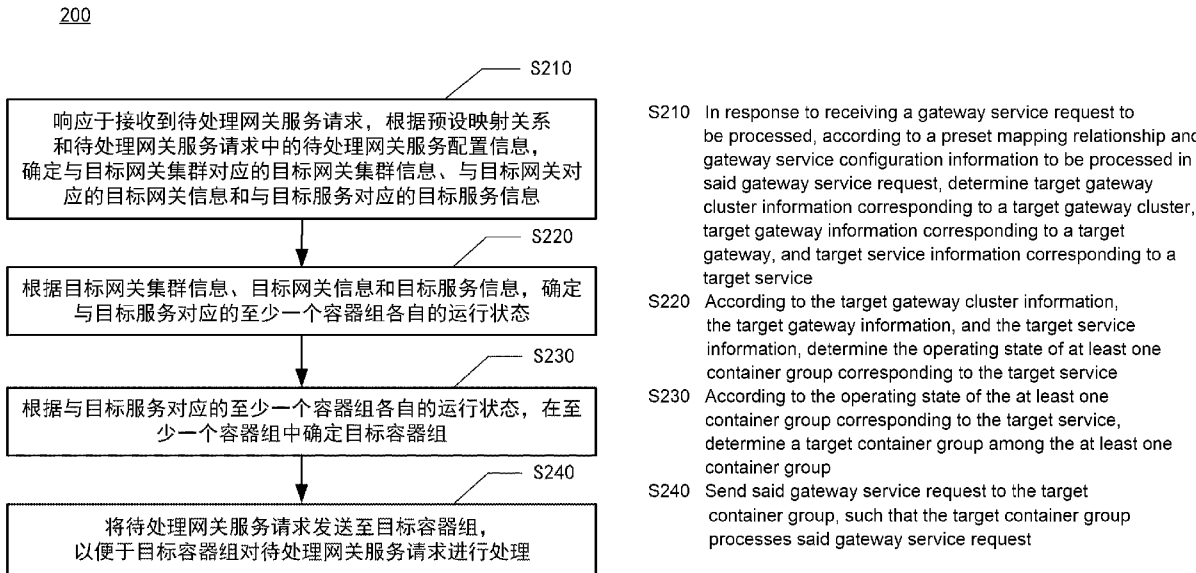 200
S210
响应于接收到待处理网关服务请求，根据预设映射关系
和待处理网关服务请求中的待处理网关服务配置信息，
确定与目标网关集群对应的目标网关集群信息、与目标网关对
应的目标网关信息和与目标服务对应的目标服务信息
S220
根据目标网关集群信息、目标网关信息和目标服务信息，确定
与目标服务对应的至少一个容器组各自的运行状态
S230
根据与目标服务对应的至少一个容器组各自的运行状态，在至
少一个容器组中确定目标容器组
S240
将待处理网关服务请求发送至目标容器组，
以便于目标容器组对待处理网关服务请求进行处理
S210 In response to receiving a gateway service request to
be processed, according to a preset mapping relationship and
gateway service configuration information to be processed in
said gateway service request, determine target gateway
cluster information corresponding to a target gateway cluster,
target gateway information corresponding to a target
gateway, and target service information corresponding to a
target service
S220 According to the target gateway cluster information,
the target gateway information, and the target service
information, determine the operating state of at least one
container group corresponding to the target service
S230 According to the operating state of the at least one
container group corresponding to the target service,
determine a target container group among the at least one
container group
S240 Send said gateway service request to the target
container group, such that the target container group
processes said gateway service request